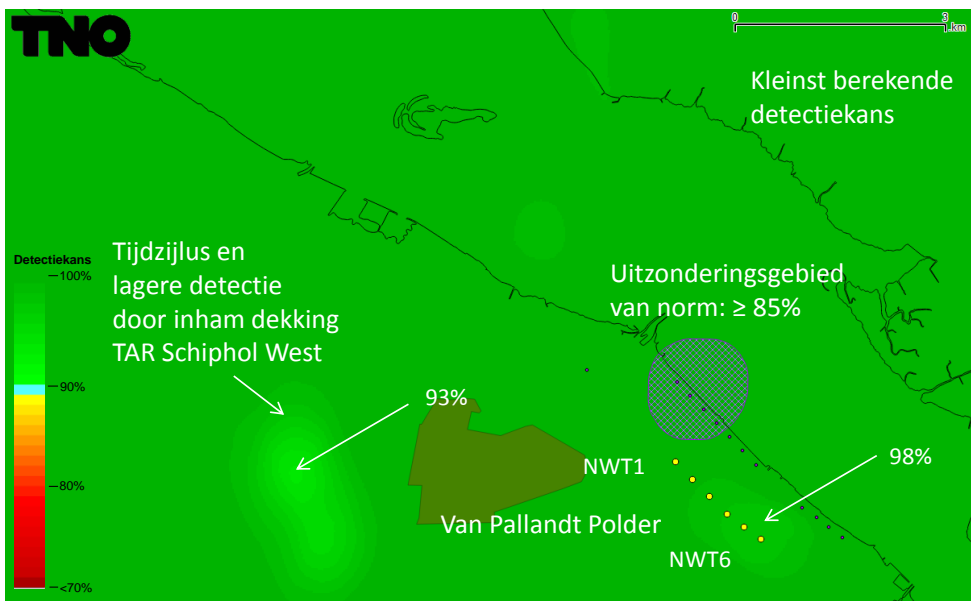 TNO
0
3
km
Kleinst berekende
detectiekans
Tijdzijlus en
lagere detectie
door inham dekking
TAR Schiphol West
Detectiekans
100%
90%
80%
<70%
Uitzonderingsgebied
van norm: ≥ 85%
93%
NWT1
98%
Van Pallandt Polder
NWT6